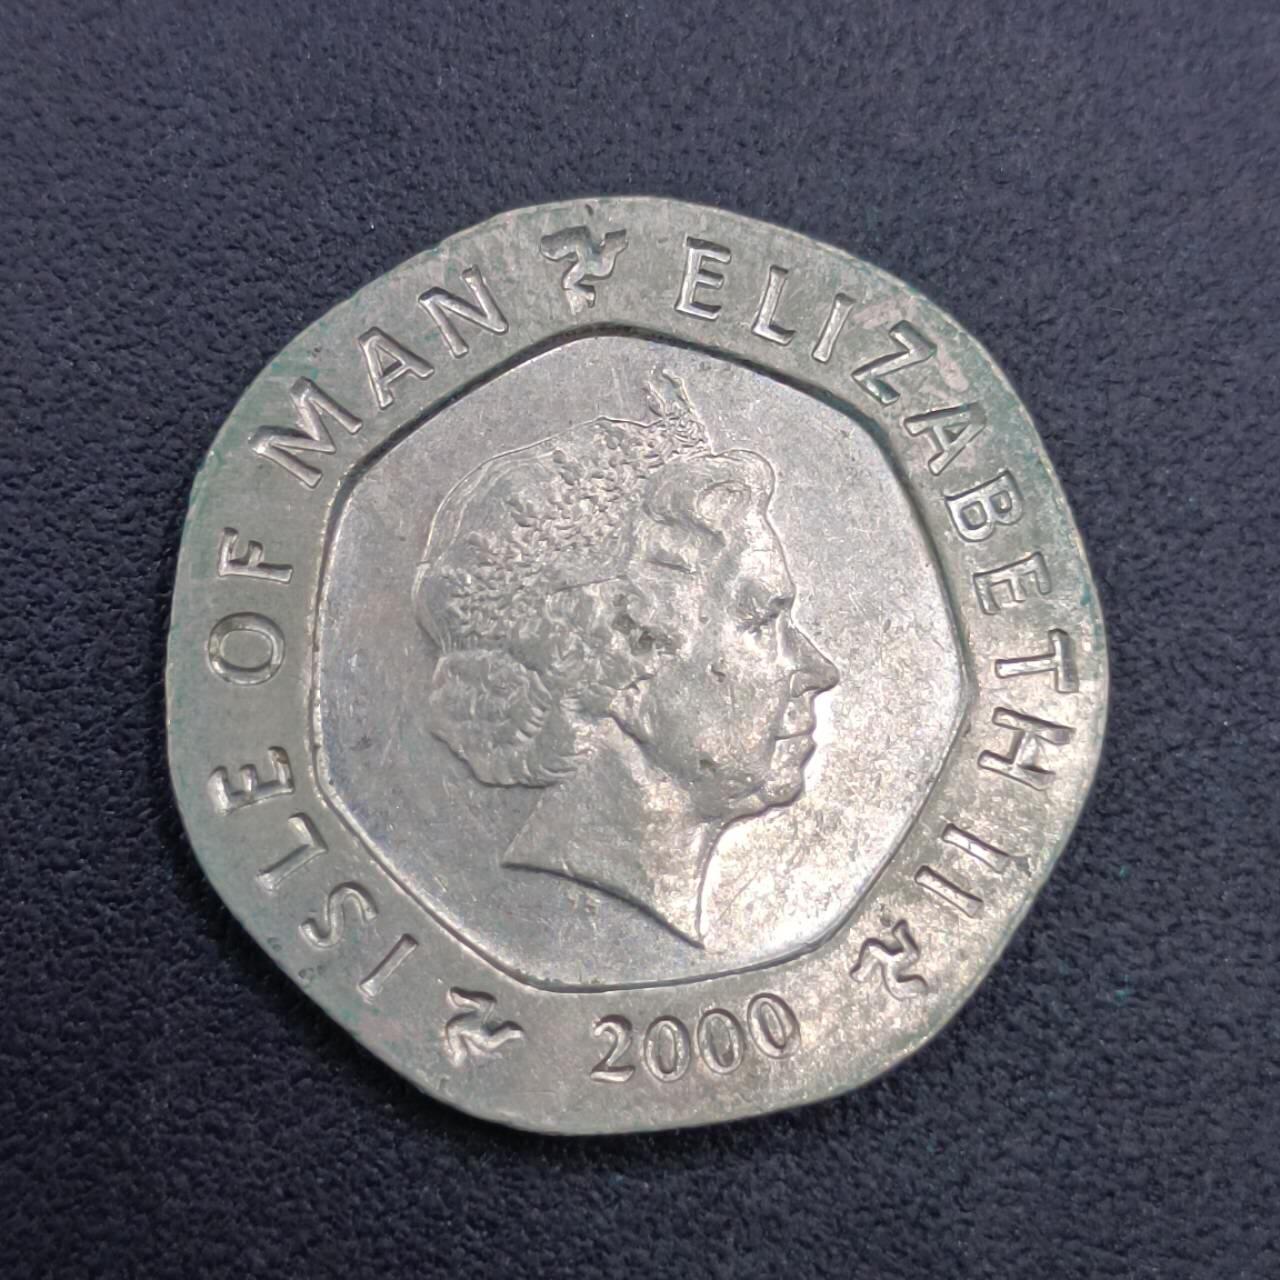 ISLE OF MAN
ELIZABETH II
2000